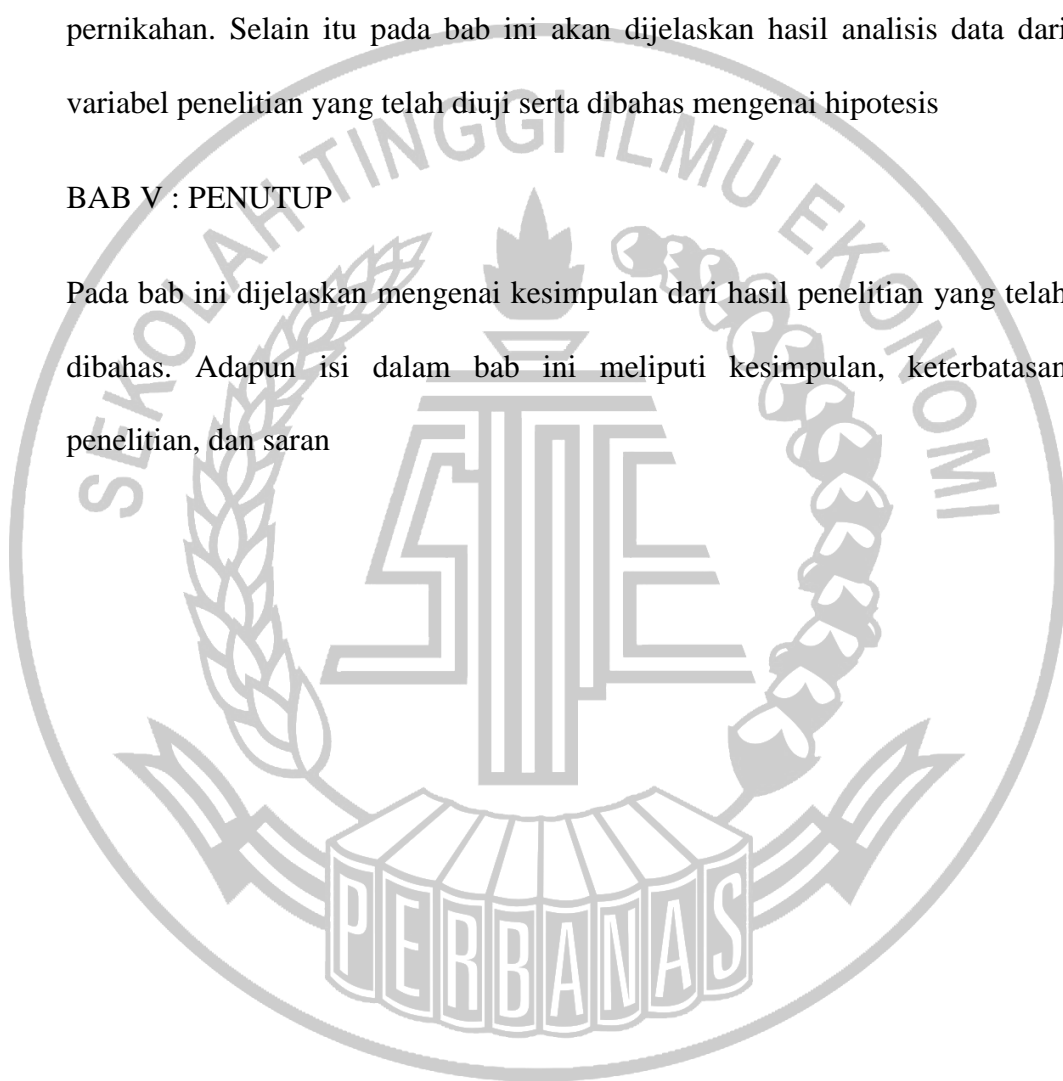 pernikahan. Selain itu pada bab ini akan dijelaskan hasil analisis data dari
variabel penelitian yang telah diuji serta dibahas mengenai hipotesis
BAB V : PENUTUP
Pada bab ini dijelaskan mengenai kesimpulan dari hasil penelitian yang telah
dibahas. Adapun isi dalam bab ini meliputi kesimpulan, keterbatasan
penelitian, dan saran
SEKOLAH TINGGI ILMU EKONOMI
STIE
PERBANAS